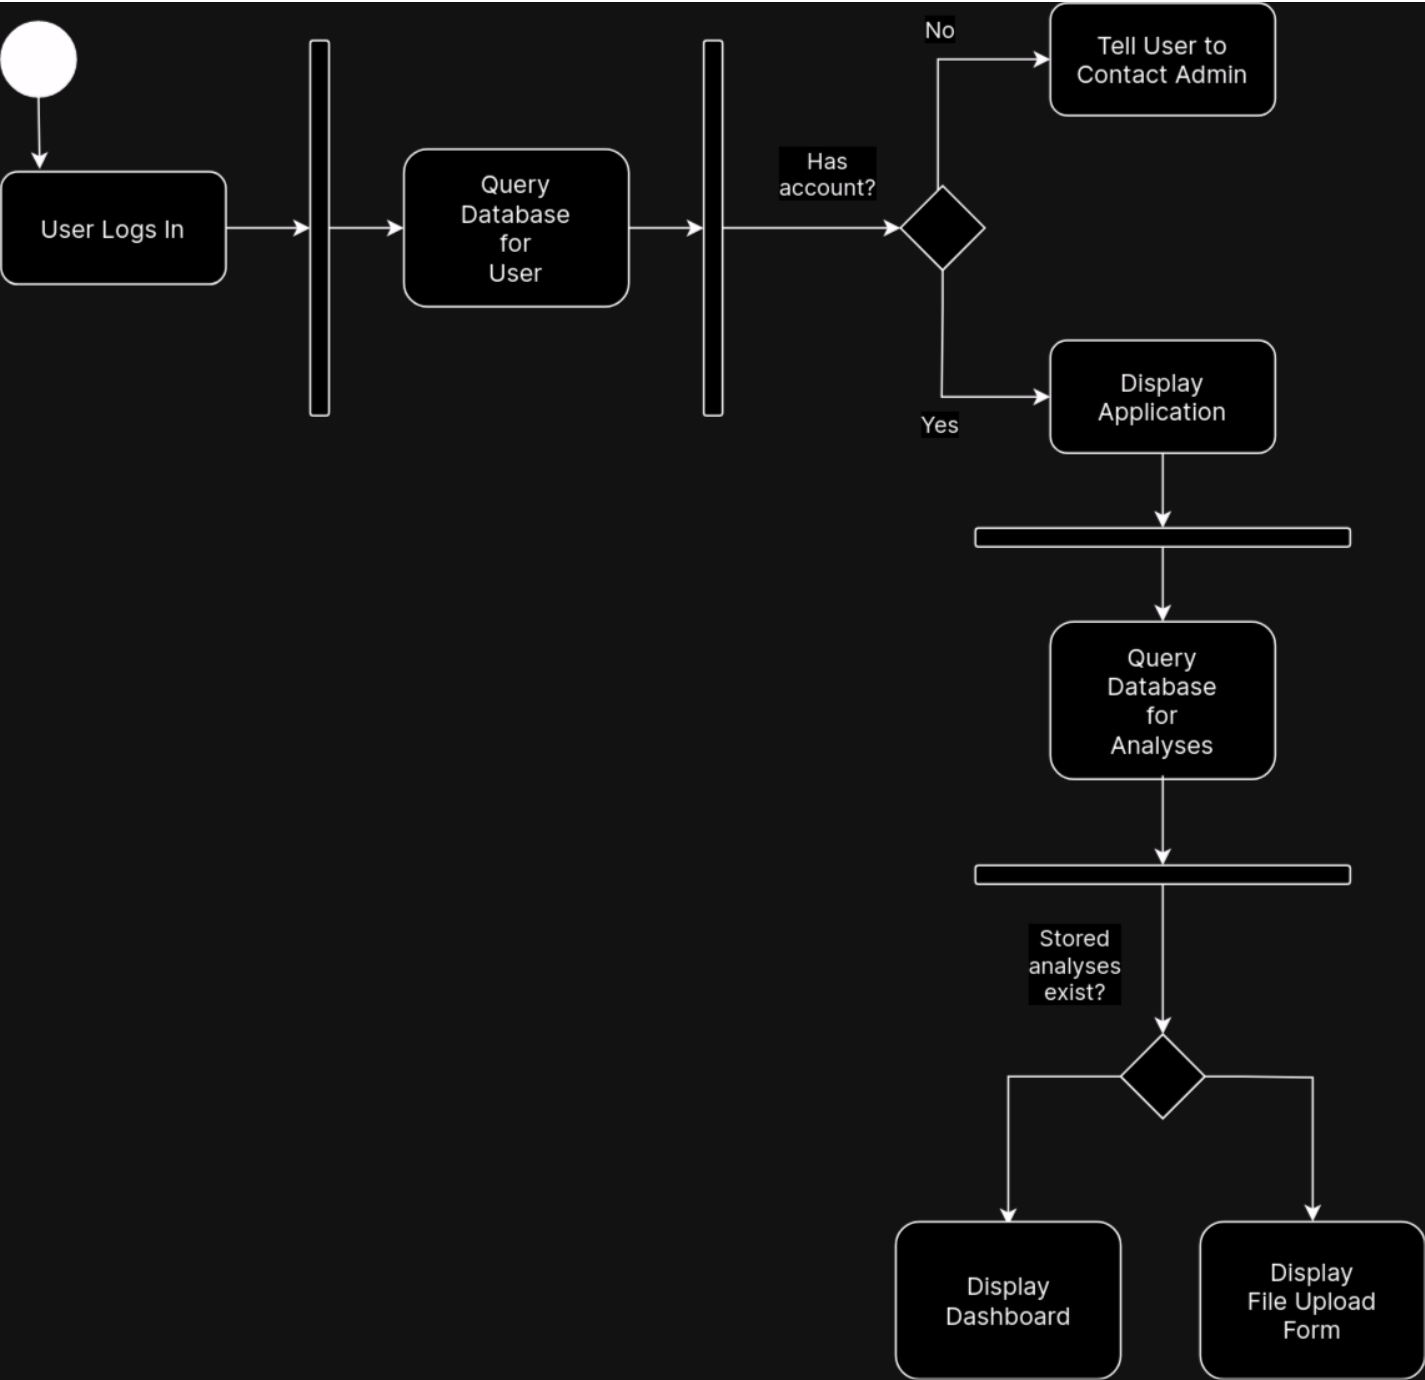 No
Tell User to
Contact Admin
Has
account?
User Logs In
Query
Database
for
User
Display
Application
Yes
Query
Database
for
Analyses
Stored
analyses
exist?
Display
Dashboard
Display
File Upload
Form